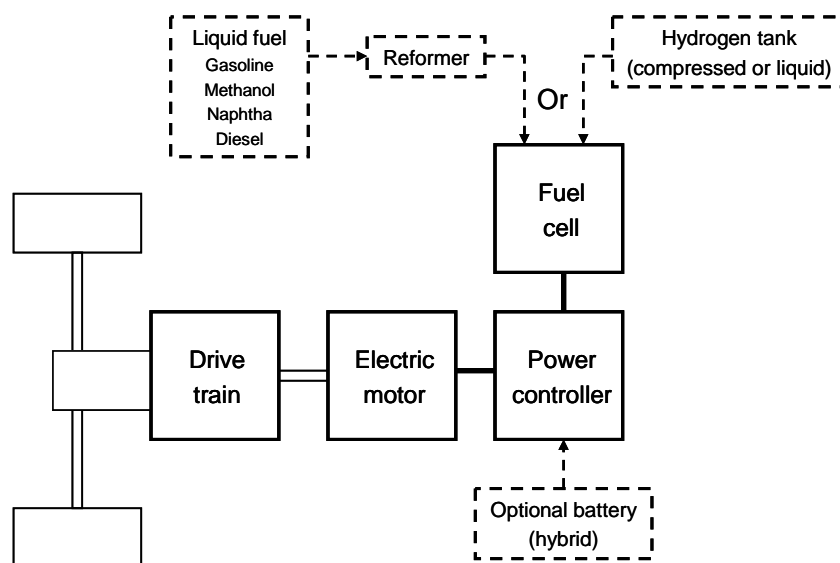 Liquid fuel
Gasoline
Methanol
Naphtha
Diesel
Reformer
Hydrogen tank
(compressed or liquid)
Or
Fuel
cell
Drive
train
Electric
motor
Power
controller
Optional battery
(hybrid)